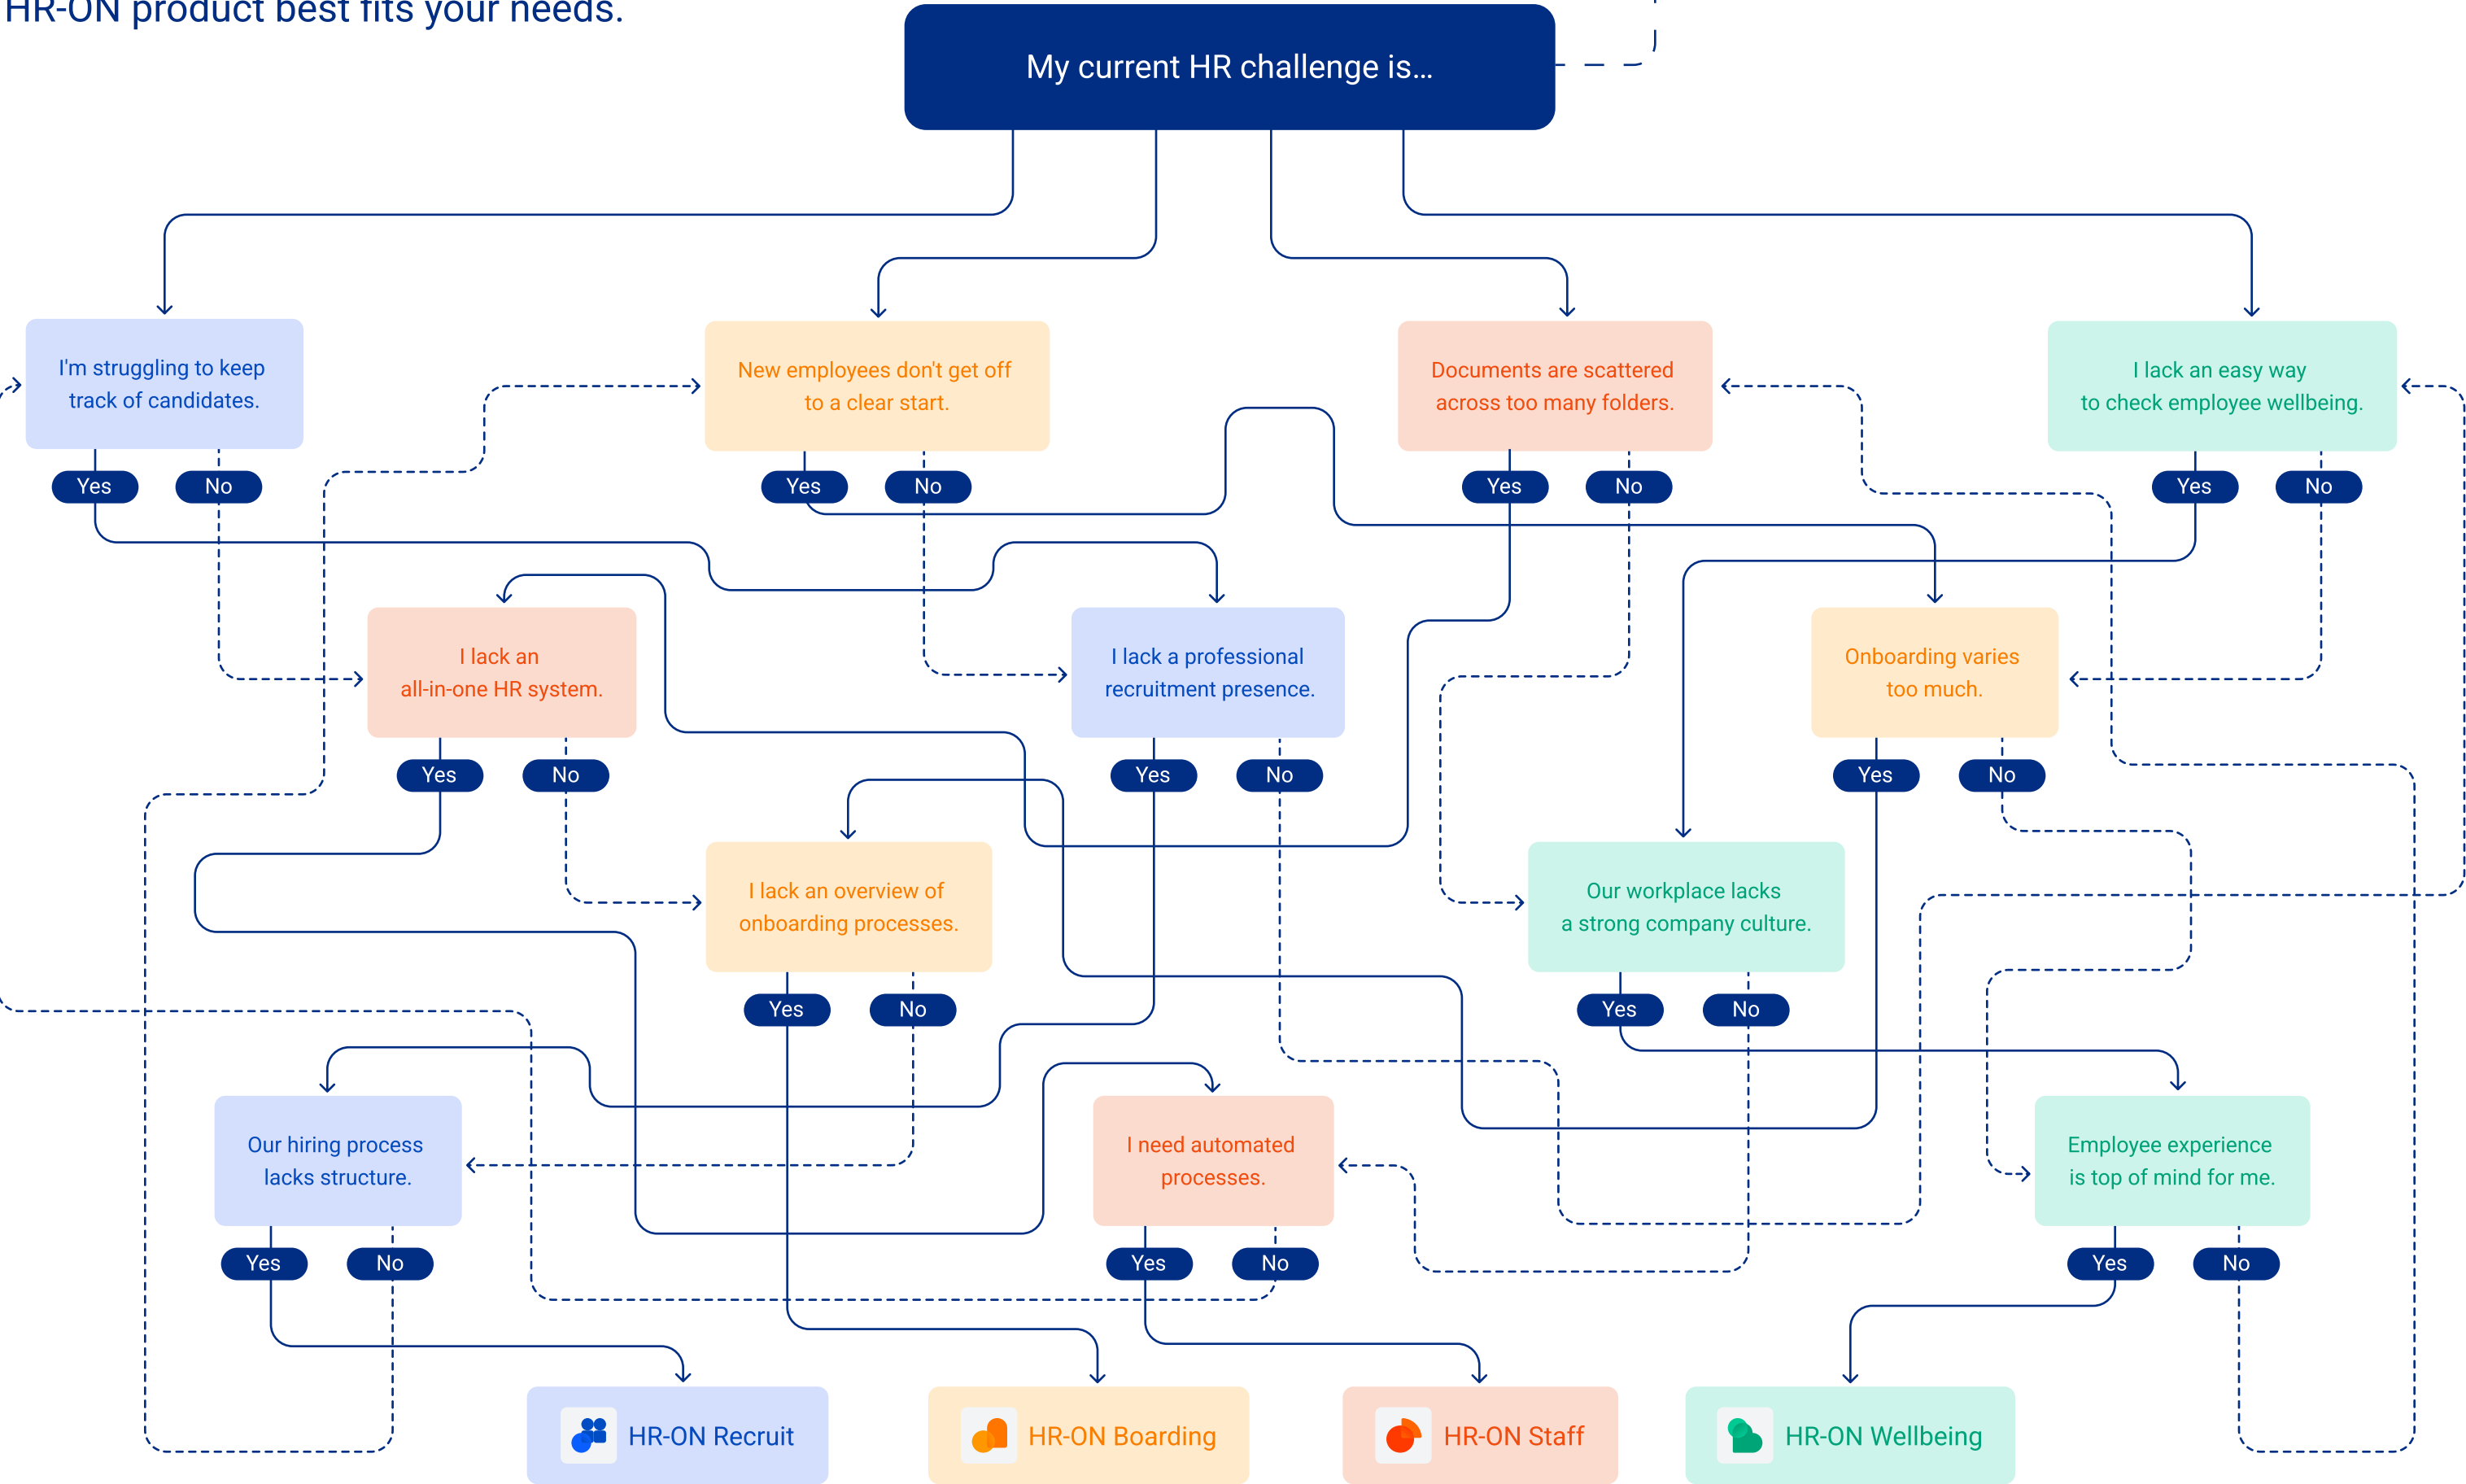 HR-ON product best fits your needs.
My current HR challenge is...
I'm struggling to keep
track of candidates.
Yes
No
New employees don't get off
to a clear start.
Yes
No
Documents are scattered
across too many folders.
Yes
No
I lack an easy way
to check employee wellbeing.
Yes
No
I lack an
all-in-one HR system.
Yes
No
I lack a professional
recruitment presence.
Yes
No
Onboarding varies
too much.
Yes
No
I lack an overview of
onboarding processes.
Yes
No
Our workplace lacks
a strong company culture.
Yes
No
Our hiring process
lacks structure.
Yes
No
I need automated
processes.
Yes
No
Employee experience
is top of mind for me.
Yes
No
HR-ON Recruit
HR-ON Boarding
HR-ON Staff
HR-ON Wellbeing